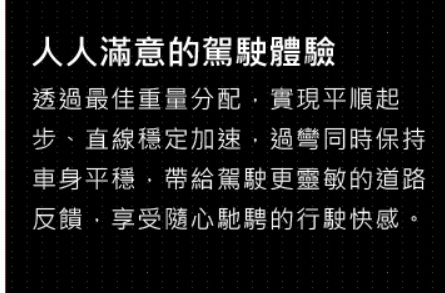 人人滿意的駕駛體驗
透過最佳重量分配，實現平順起
步、直線穩定加速，過彎同時保持
車身平穩，帶給駕駛更靈敏的道路
反饋，享受隨心馳騁的行駛快感。